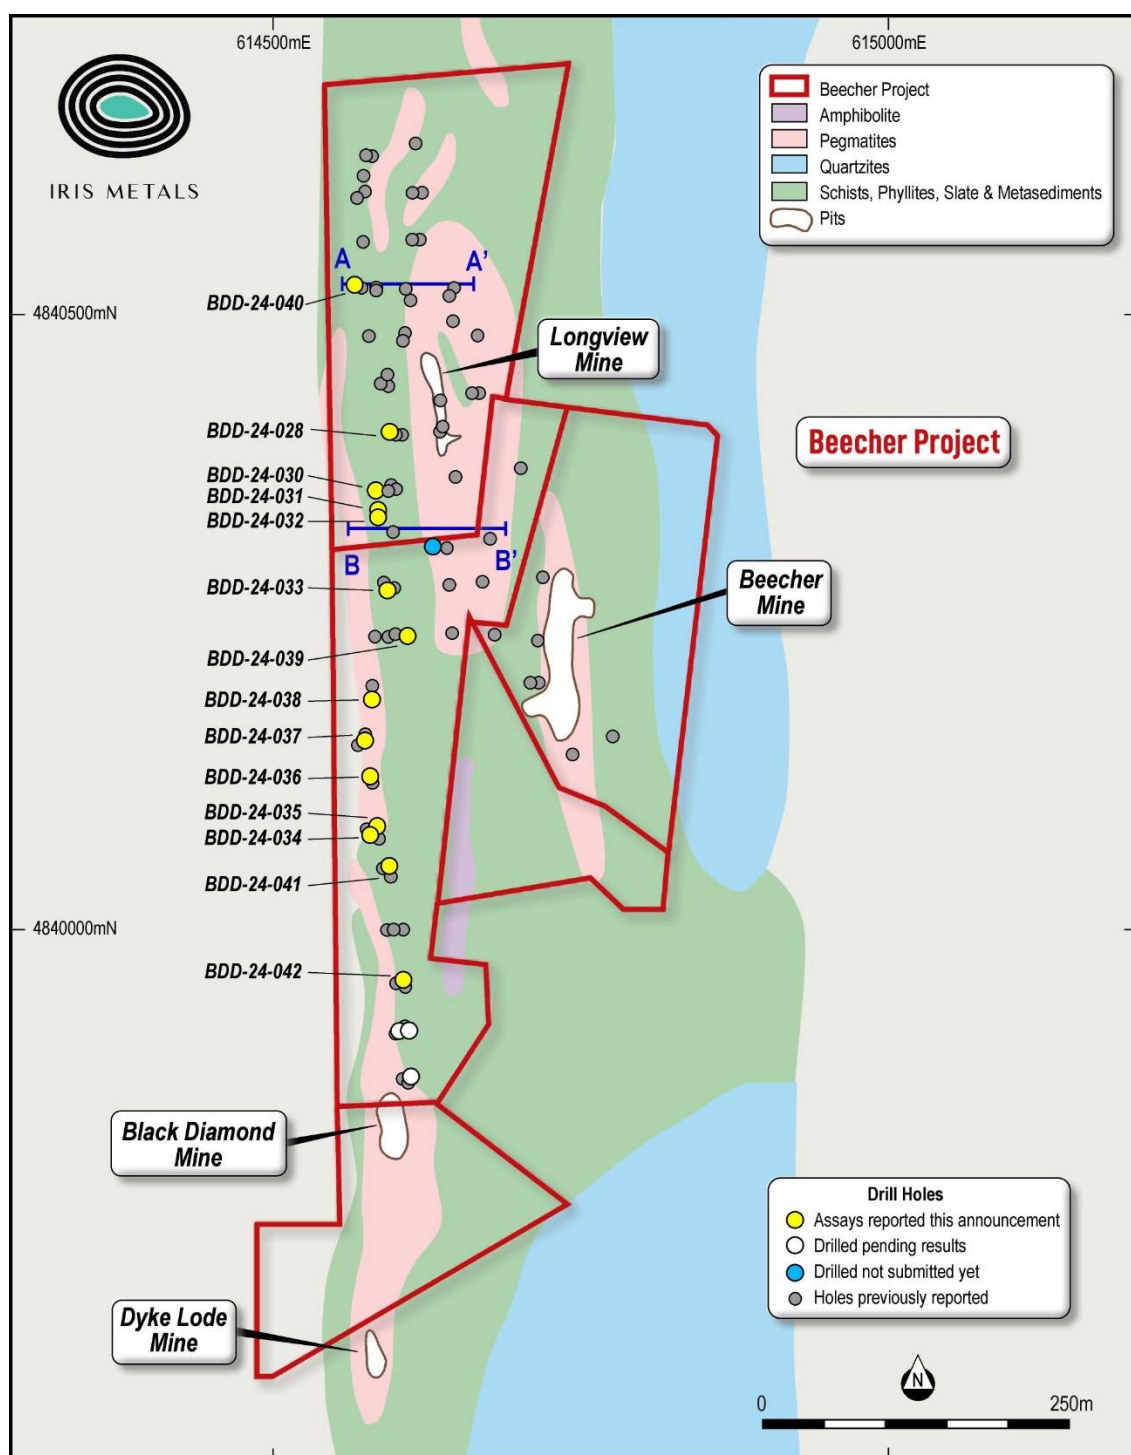 614500mE
615000mE
IRIS METALS
Beecher Project
Amphibolite
Pegmatites
Quartzites
Schists, Phyllites, Slate & Metasediments
Pits
A
A'
BDD-24-040
4840500mN
Longview
Mine
Beecher Project
BDD-24-028
BDD-24-030
BDD-24-031
BDD-24-032
B
B'
BDD-24-033
Beecher
Mine
BDD-24-039
BDD-24-038
BDD-24-037
BDD-24-036
BDD-24-035
BDD-24-034
BDD-24-041
4840000mN
BDD-24-042
Black Diamond
Mine
Drill Holes
Assays reported this announcement
Drilled pending results
Drilled not submitted yet
Holes previously reported
Dyke Lode
Mine
N
0
250m